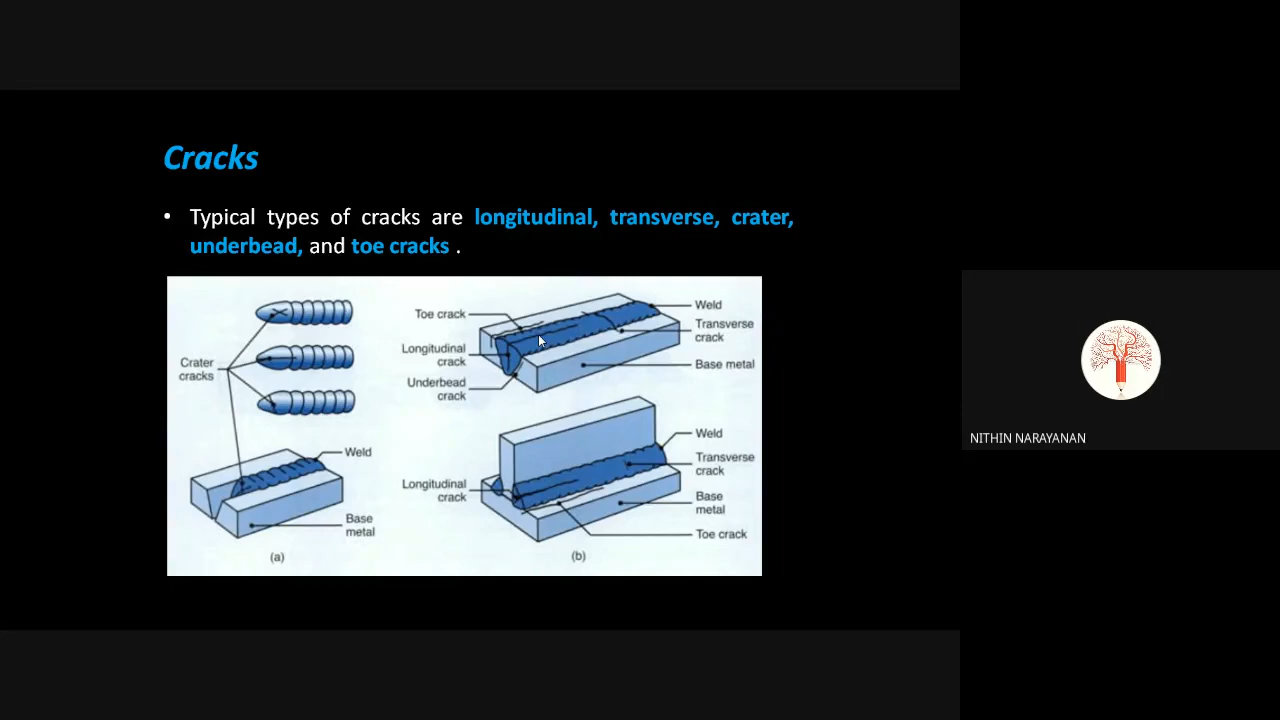 Cracks
• Typical types of cracks are longitudinal, transverse, crater,
underbead, and toe cracks .
Crater
cracks
Weld
Base
metal
(a)
Toe crack
Longitudinal
crack
Underbead
crack
Weld
Transverse
crack
Base metal
Longitudinal
crack
Weld
Transverse
crack
Base
metal
Toe crack
(b)
NITHIN NARAYANAN